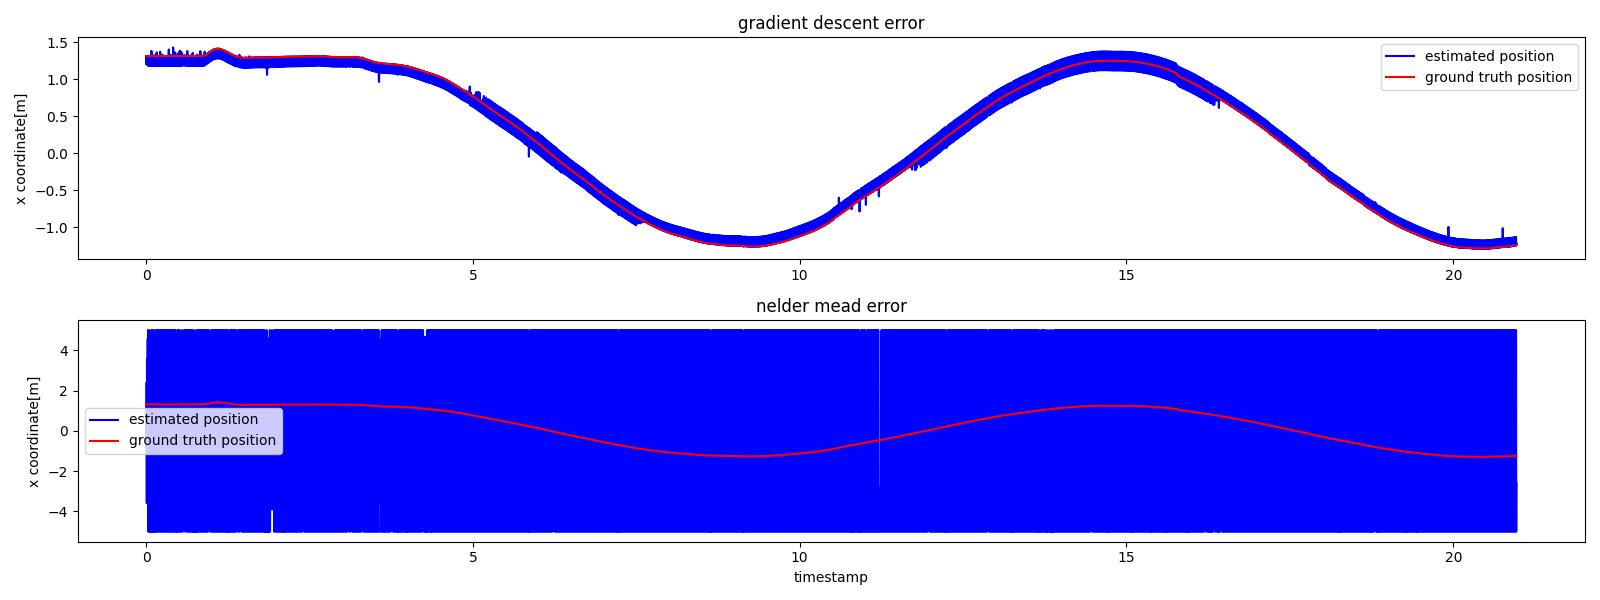 gradient descent error
x coordinate[m]
1.5
1.0
0.5
0.0
−0.5
−1.0
estimated position
ground truth position
0
5
10
15
20
nelder mead error
x coordinate[m]
4
2
0
−2
−4
estimated position
ground truth position
0
5
10
15
20
timestamp